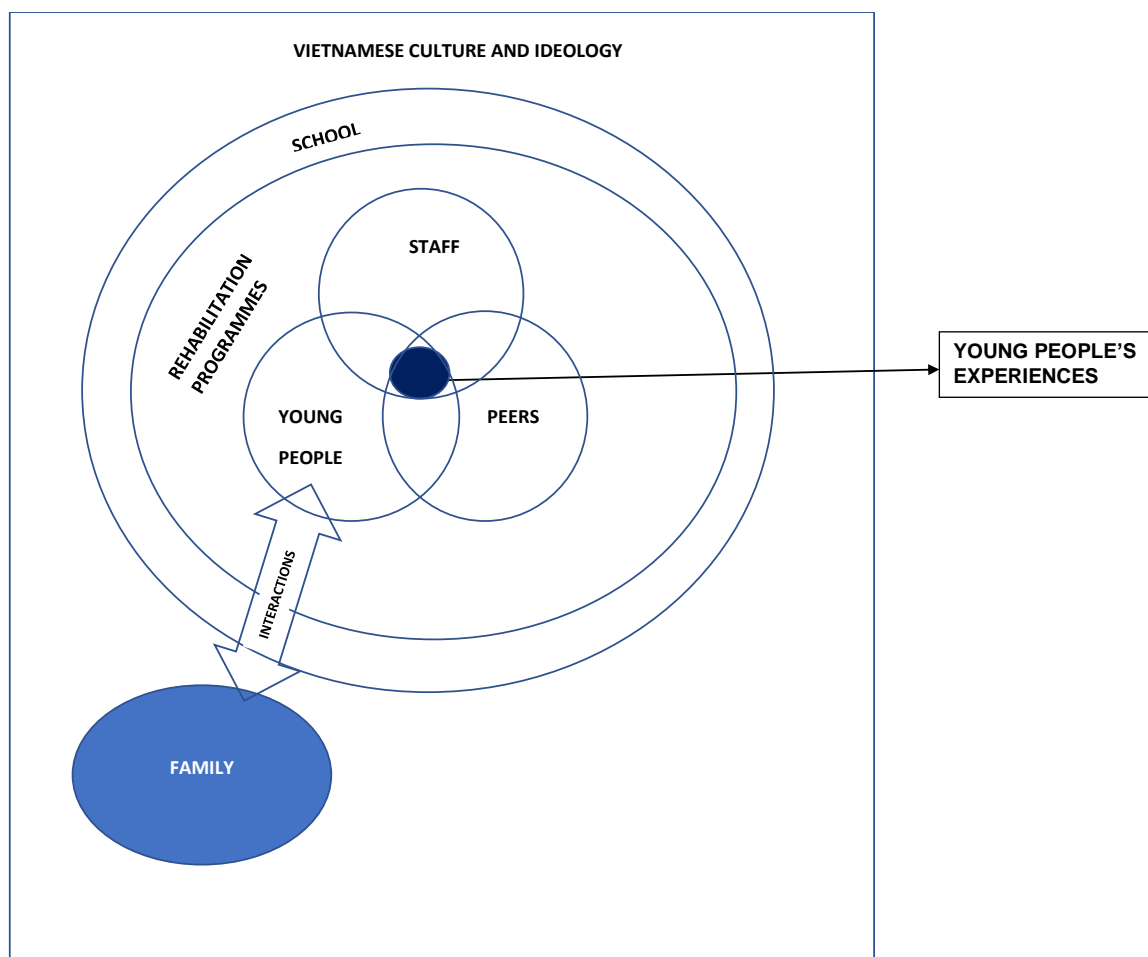 VIETNAMESE CULTURE AND IDEOLOGY
SCHOOL
REHABILITATION
PROGRAMMES
STAFF
YOUNG
PEOPLE
PEERS
YOUNG PEOPLE’S
EXPERIENCES
INTERACTIONS
FAMILY